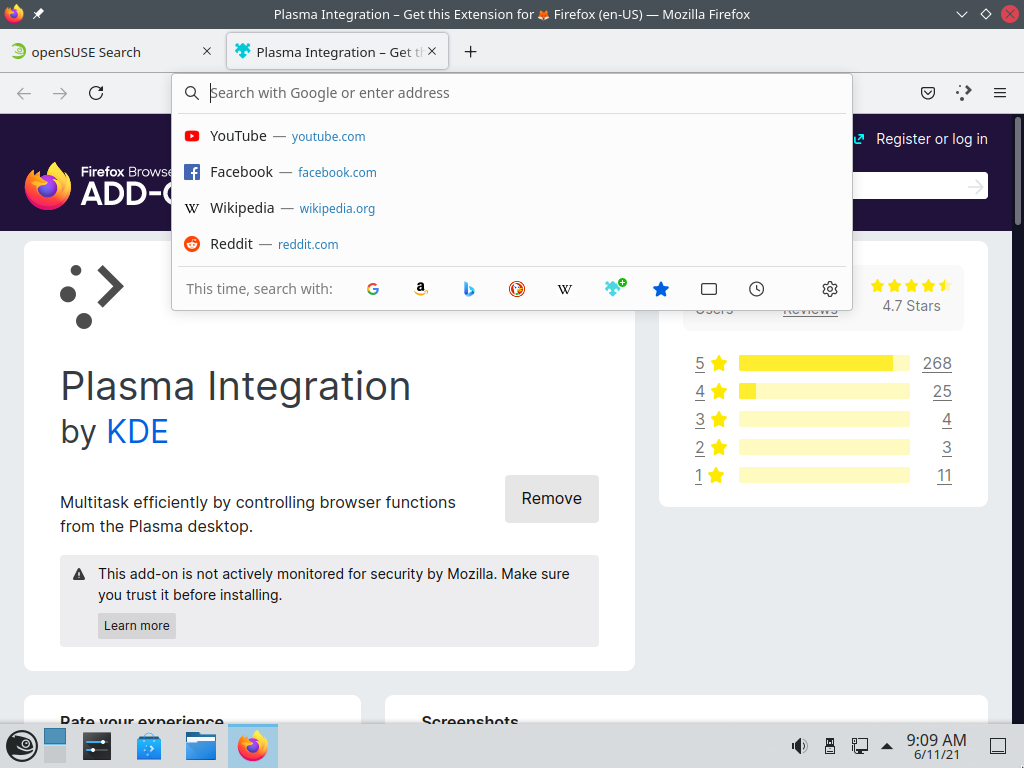 Plasma Integration – Get this Extension for 🦊 Firefox (en-US) — Mozilla Firefox
openSUSE Search
Plasma Integration – Get th
Search with Google or enter address
YouTube — youtube.com
Facebook — facebook.com
Wikipedia — wikipedia.org
Reddit — reddit.com
This time, search with:
Register or log in
Firefox Browse
ADD-O
Users
Reviews
4.7 Stars
Plasma Integration
by KDE
Multitask efficiently by controlling browser functions
from the Plasma desktop.
Remove
This add-on is not actively monitored for security by Mozilla. Make sure
you trust it before installing.
Learn more
5 268
4 25
3 4
2 3
1 11
Rate your experience
Screenshots
9:09 AM
6/11/21